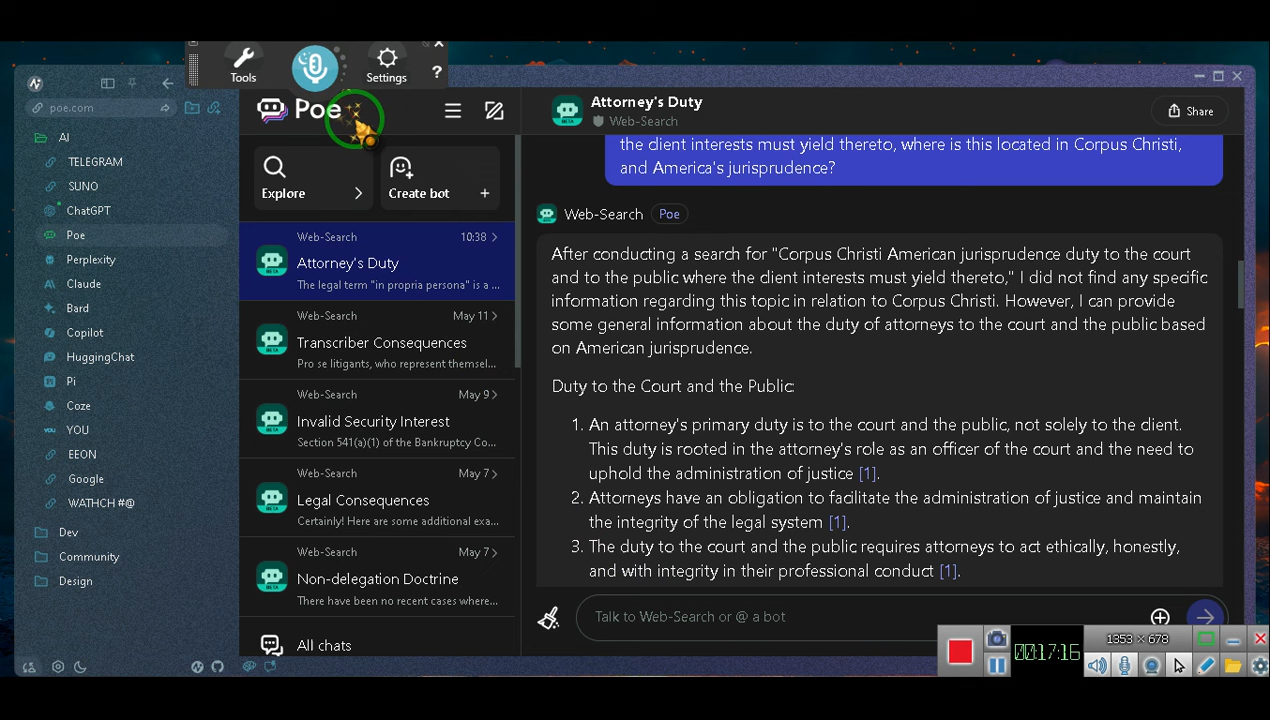 Tools
Settings
?
poe.com
AI
TELEGRAM
SUNO
ChatGPT
Poe
Perplexity
Claude
Bard
Copilot
HuggingChat
Pi
Coze
YOU
EEON
Google
WATHCH #@
Dev
Community
Design
Poe
Explore
Create bot
Web-Search 10:38
Attorney's Duty
The legal term "in propria persona" is a ...
Web-Search May 11
Transcriber Consequences
Pro se litigants, who represent themsel...
Web-Search May 9
Invalid Security Interest
Section 541(a)(1) of the Bankruptcy Co...
Web-Search May 7
Legal Consequences
Certainly! Here are some additional exa...
Web-Search May 7
Non-delegation Doctrine
There have been no recent cases where...
All chats
Attorney's Duty
Web-Search
Share
the client interests must yield thereto, where is this located in Corpus Christi,
and America's jurisprudence?
Web-Search Poe
After conducting a search for "Corpus Christi American jurisprudence duty to the court
and to the public where the client interests must yield thereto," I did not find any specific
information regarding this topic in relation to Corpus Christi. However, I can provide
some general information about the duty of attorneys to the court and the public based
on American jurisprudence.
Duty to the Court and the Public:
1. An attorney's primary duty is to the court and the public, not solely to the client.
This duty is rooted in the attorney's role as an officer of the court and the need to
uphold the administration of justice [1].
2. Attorneys have an obligation to facilitate the administration of justice and maintain
the integrity of the legal system [1].
3. The duty to the court and the public requires attorneys to act ethically, honestly,
and with integrity in their professional conduct [1].
Talk to Web-Search or @ a bot
1353 × 678
00:17:16